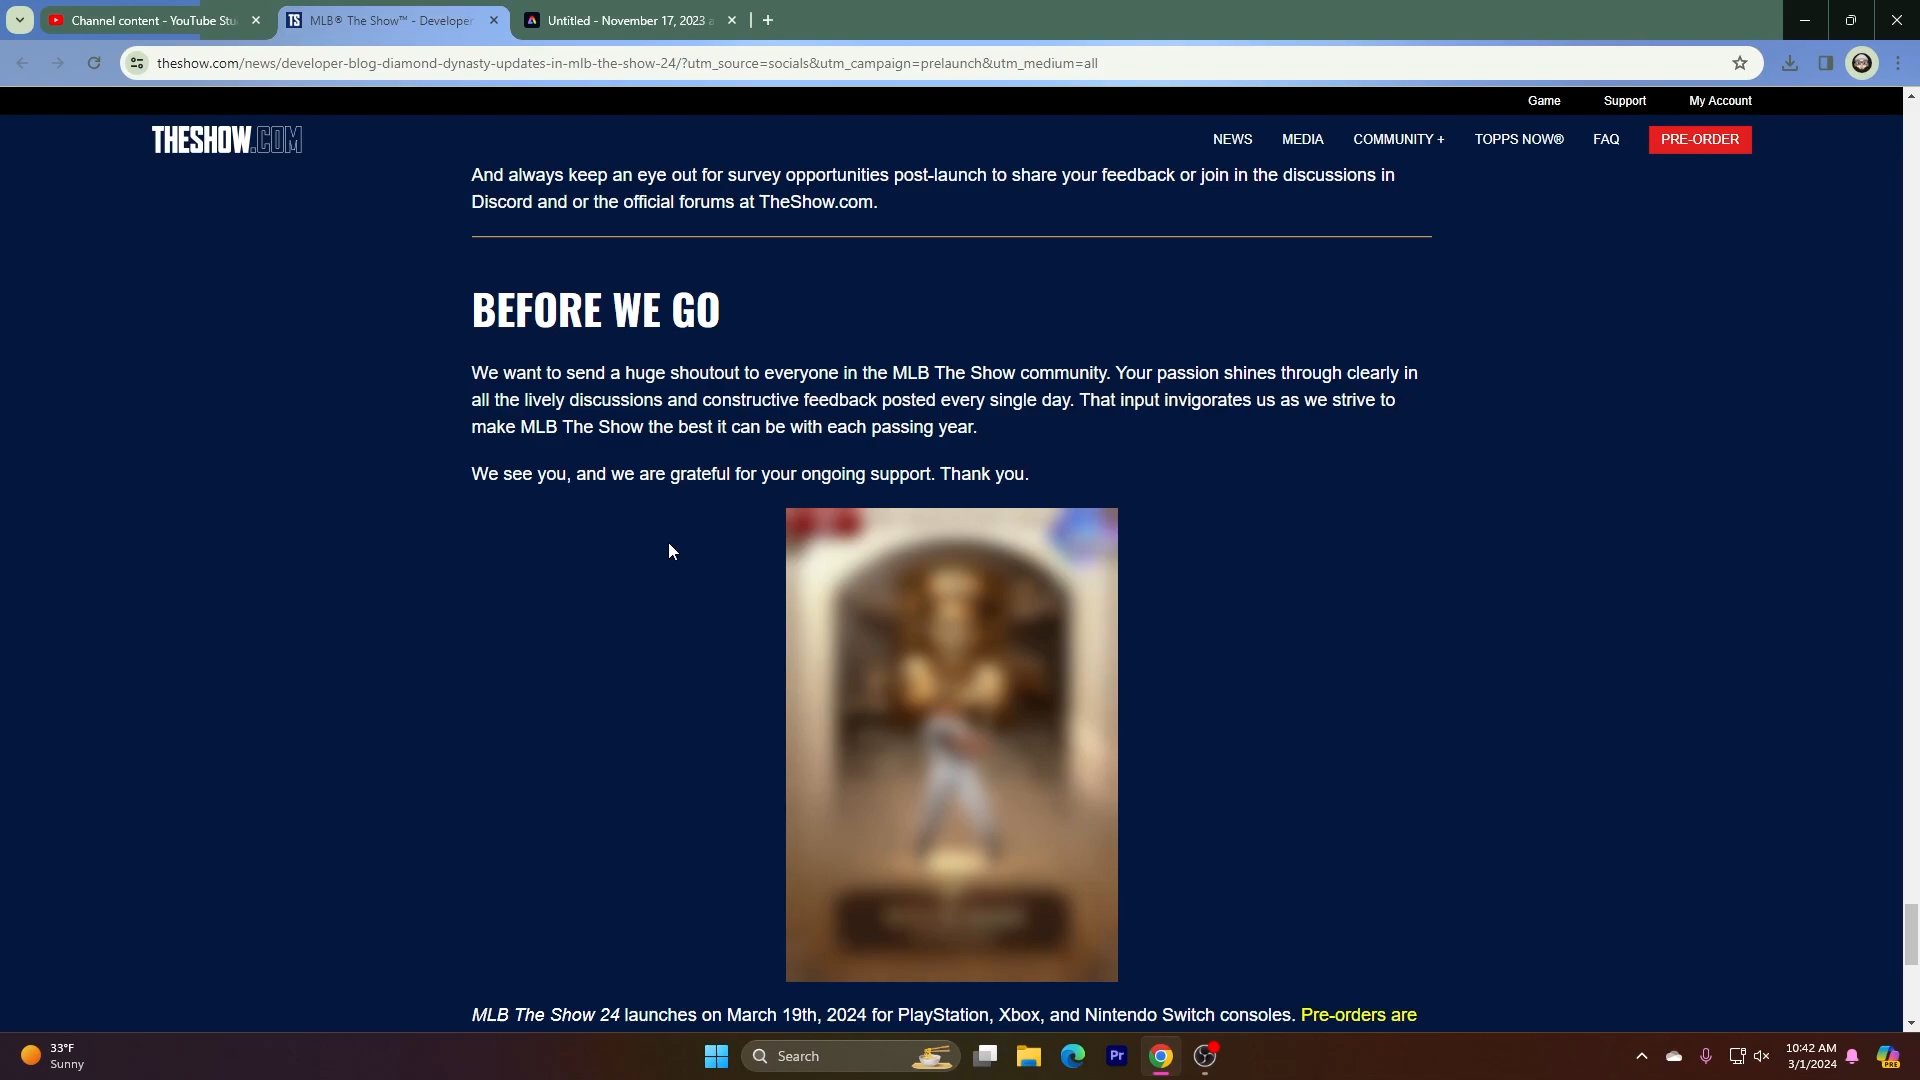 Channel content - YouTube Stu
MLB® The Show™ - Developer
Untitled - November 17, 2023 a
theshow.com/news/developer-blog-diamond-dynasty-updates-in-mlb-the-show-24/?utm_source=socials&utm_campaign=prelaunch&utm_medium=all
Game Support My Account
THESHOW.COM
NEWS MEDIA COMMUNITY + TOPPS NOW® FAQ PRE-ORDER
And always keep an eye out for survey opportunities post-launch to share your feedback or join in the discussions in
Discord and or the official forums at TheShow.com.
BEFORE WE GO
We want to send a huge shoutout to everyone in the MLB The Show community. Your passion shines through clearly in
all the lively discussions and constructive feedback posted every single day. That input invigorates us as we strive to
make MLB The Show the best it can be with each passing year.
We see you, and we are grateful for your ongoing support. Thank you.
MLB The Show 24 launches on March 19th, 2024 for PlayStation, Xbox, and Nintendo Switch consoles. Pre-orders are
33°F
Sunny
Search
Pr
10:42 AM
3/1/2024
PRE